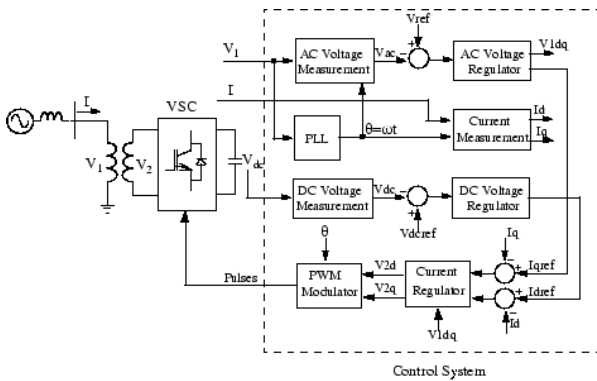 Vref
V1
AC Voltage
Measurement
Vac
−
+
AC Voltage
Regulator
V1dq
I
I
VSC
PLL
θ=ωt
Current
Measurement
Id
Iq
V1
V2
Vdc
DC Voltage
Measurement
Vdc
−
+
DC Voltage
Regulator
Vdcref
θ
Iq
−
+
Iqref
Pulses
PWM
Modulator
V2d
V2q
Current
Regulator
+
Idref
−
Id
V1dq
Control System